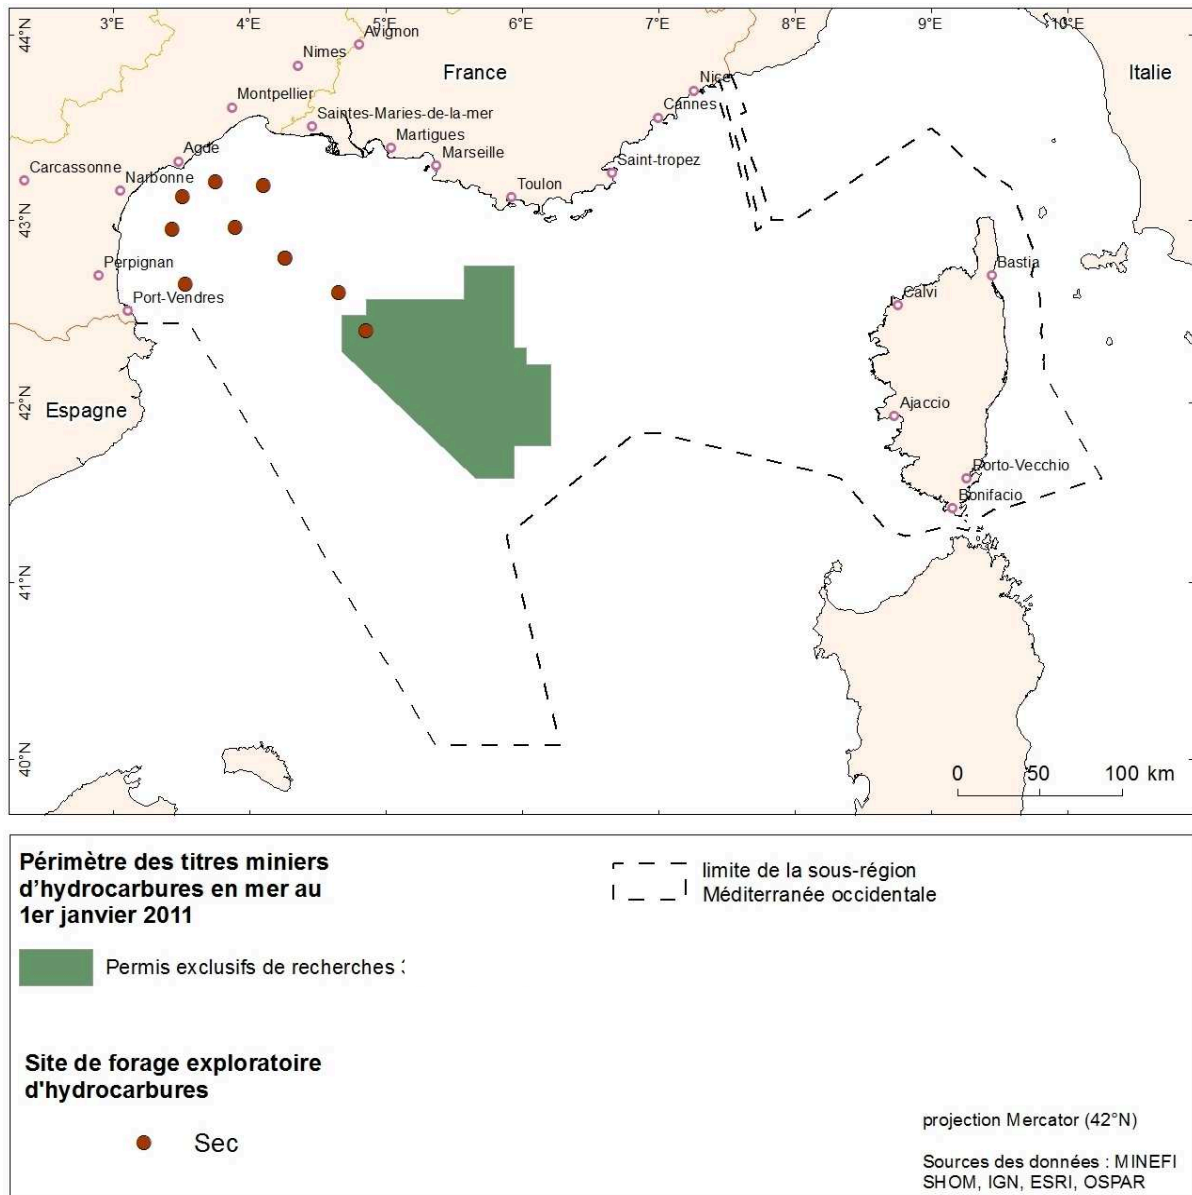 3°E 4°E 5°E 6°E 7°E 8°E 9°E 10°E
44°N
Avignon
Nimes
France
Italie
Nice
Montpellier
Cannes
Saintes-Maries-de-la-mer
Martigues
Agde
Marseille
Saint-tropez
Carcassonne
Narbonne
Toulon
43°N
Perpignan
Bastia
Port-Vendres
Calvi
42°N
Espagne
Ajaccio
Porto-Vecchio
Bonifacio
41°N
40°N
0 50 100 km
Périmètre des titres miniers
d'hydrocarbures en mer au
1er janvier 2011
Permis exclusifs de recherches
limite de la sous-région
Méditerranée occidentale
Site de forage exploratoire
d'hydrocarbures
Sec
projection Mercator (42°N)
Sources des données : MINEFI
SHOM, IGN, ESRI, OSPAR